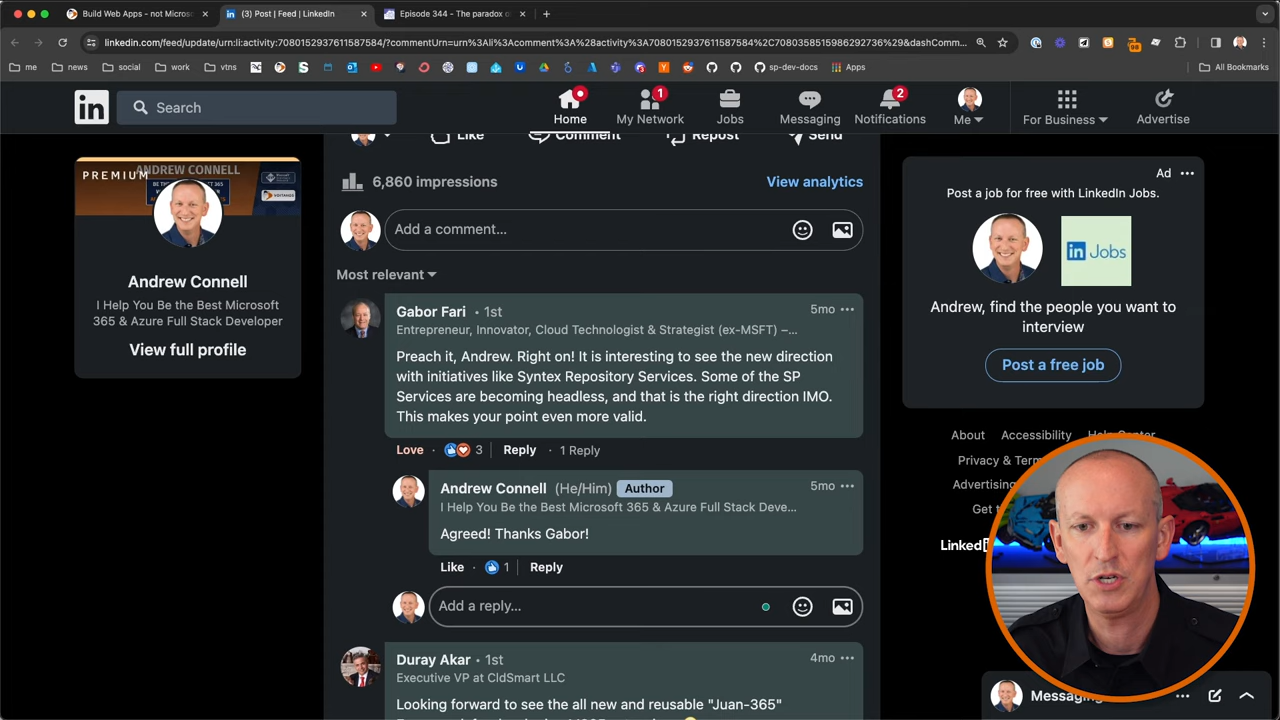 Build Web Apps - not Micros
(3) Post | Feed | LinkedIn
Episode 344 - The paradox o
linkedin.com/feed/update/urn:li:activity:7080152937611587584/?commentUrn=urn%3Ali%3Acomment%3A%28activity%3A7080152937611587584%2C7080358515986292736%29&dashComm...
me
news
social
work
vtns
sp-dev-docs
Apps
All Bookmarks
in
Search
Home
1
My Network
Jobs
Messaging
2
Notifications
Me
For Business
Advertise
Like
Comment
Repost
Send
ANDREW CONNELL
PREMIUM
Andrew Connell
I Help You Be the Best Microsoft
365 & Azure Full Stack Developer
View full profile
6,860 impressions
View analytics
Add a comment...
Most relevant
Gabor Fari • 1st
5mo
Entrepreneur, Innovator, Cloud Technologist & Strategist (ex-MSFT) –...
Preach it, Andrew. Right on! It is interesting to see the new direction
with initiatives like Syntex Repository Services. Some of the SP
Services are becoming headless, and that is the right direction IMO.
This makes your point even more valid.
Love · 3 | Reply · 1 Reply
Andrew Connell (He/Him) Author
5mo
I Help You Be the Best Microsoft 365 & Azure Full Stack Deve...
Agreed! Thanks Gabor!
Like · 1 | Reply
Add a reply...
Duray Akar • 1st
4mo
Executive VP at CldSmart LLC
Looking forward to see the all new and reusable "Juan-365"
Ad
Post a job for free with LinkedIn Jobs.
in Jobs
Andrew, find the people you want to
interview
Post a free job
About
Accessibility
Help Center
Privacy & Term
Advertising
Get t
Linked
Messaging